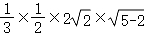 1/3 × 1/2 × 2√2 × √(5-2)